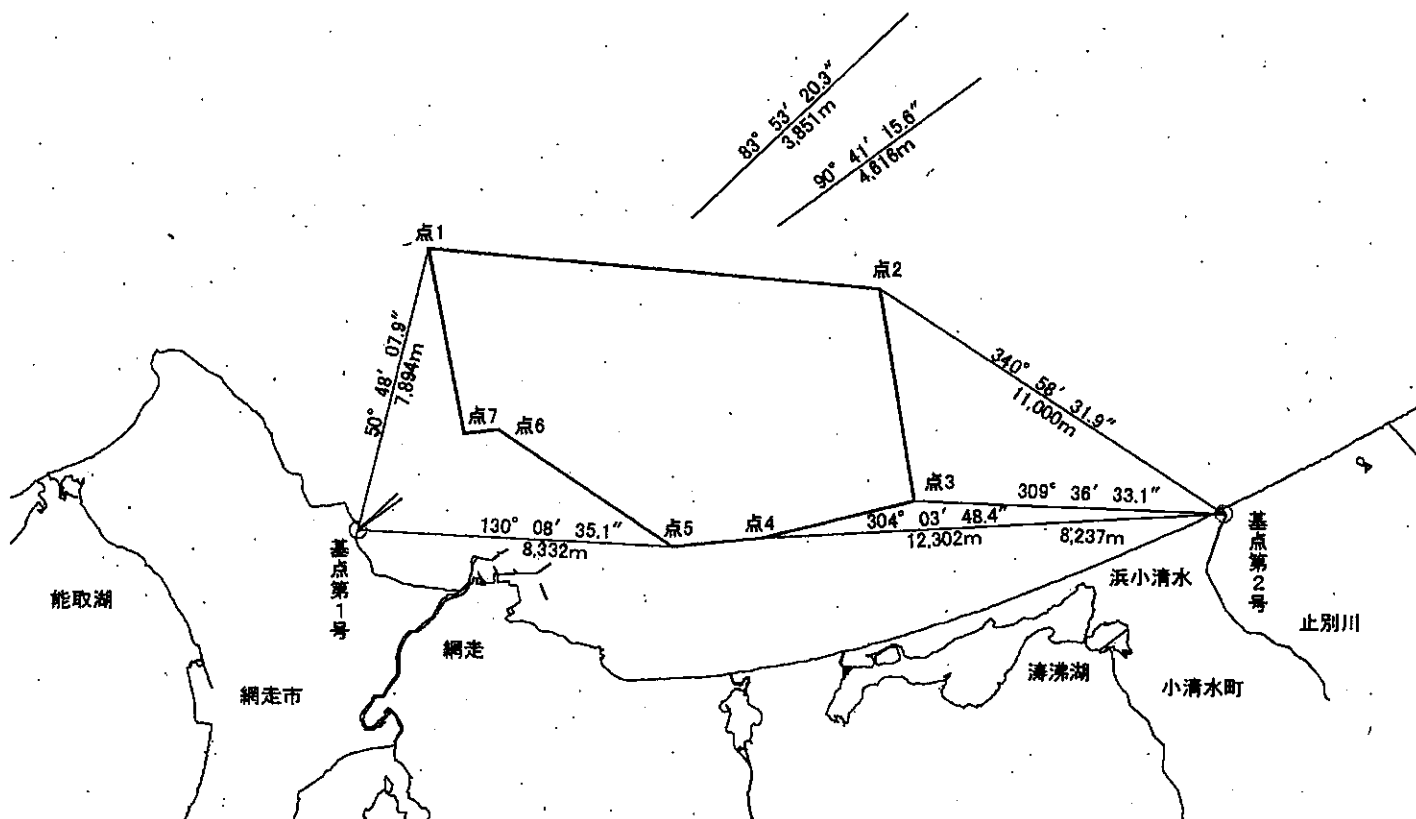 83° 53′ 20.3″
3,851m
90° 41′ 15.6″
4,616m
点1
点2
50° 48′ 07.9″
7,894m
340° 58′ 31.9″
11,000m
点7
点6
点3
309° 36′ 33.1″
130° 08′ 35.1″
8,332m
点5
点4
304° 03′ 48.4″
12,302m
8,237m
基点第1号
基点第2号
能取湖
網走
網走市
浜小清水
止別川
濤沸湖
小清水町